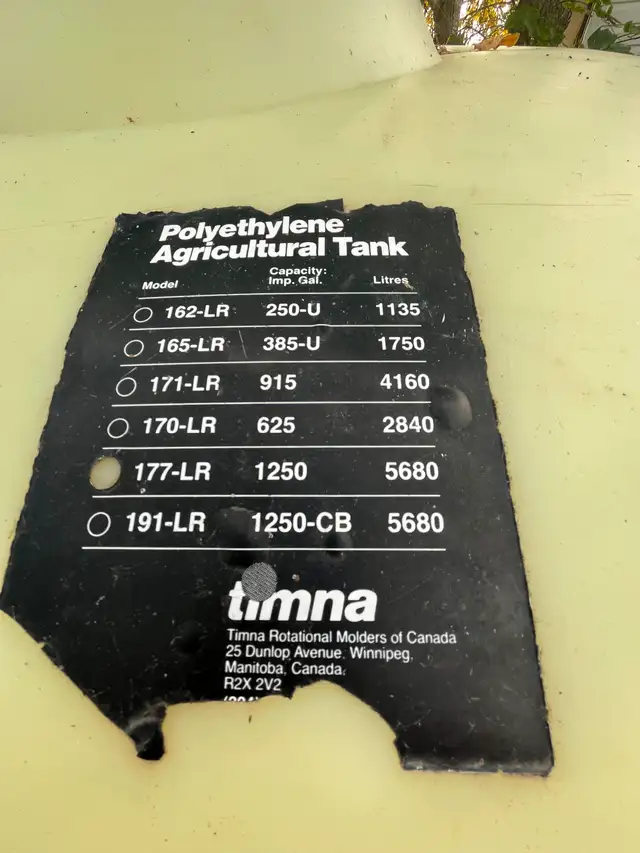 Polyethylene
Agricultural Tank
Model Capacity: Imp. Gal. Litres
162-LR 250-U 1135
165-LR 385-U 1750
171-LR 915 4160
170-LR 625 2840
177-LR 1250 5680
191-LR 1250-CB 5680
timna
Timna Rotational Molders of Canada
25 Dunlop Avenue, Winnipeg,
Manitoba, Canada,
R2X 2V2